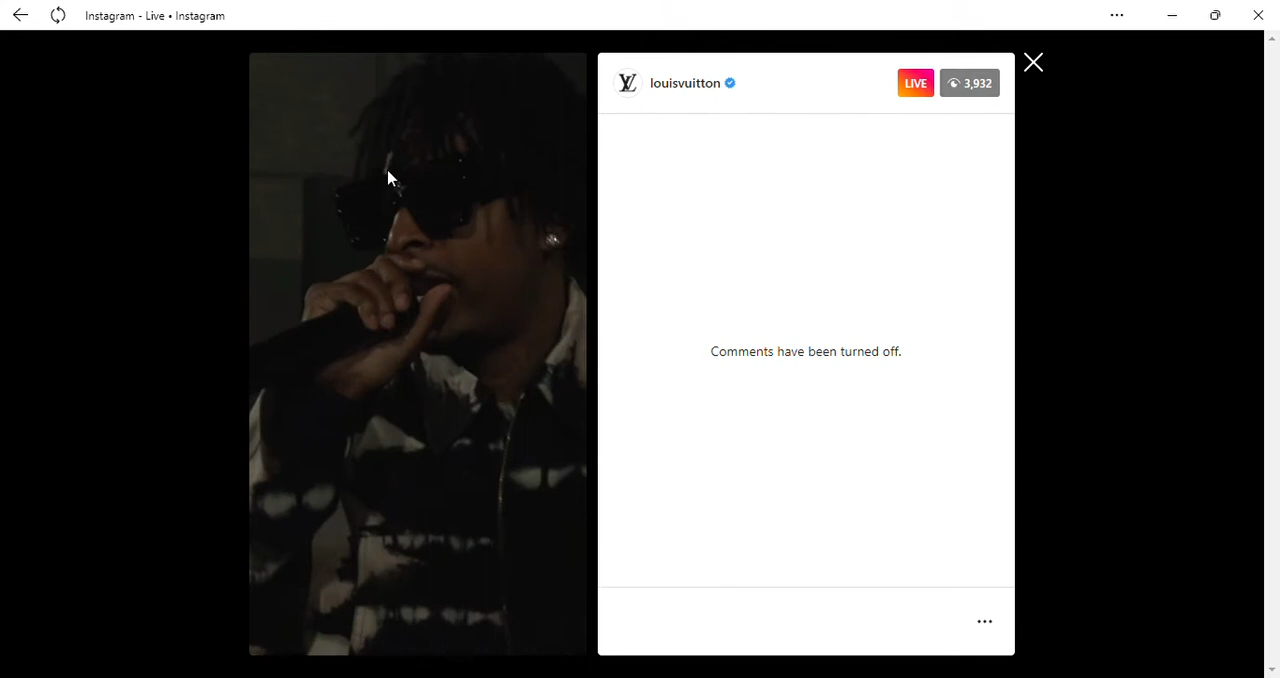 Instagram - Live • Instagram
louisvuitton
LIVE
3,932
Comments have been turned off.